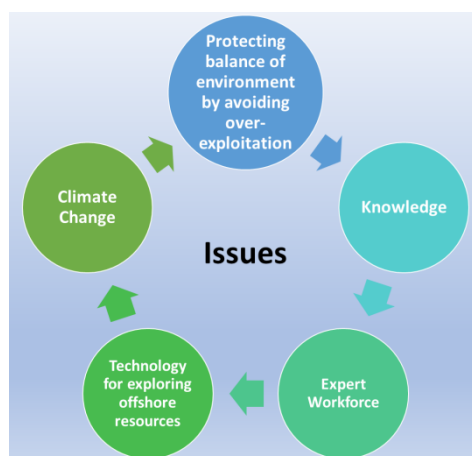 Protecting
balance of
environment
by avoiding
over-
exploitation
Knowledge
Expert
Workforce
Technology
for exploring
offshore
resources
Climate
Change
Issues